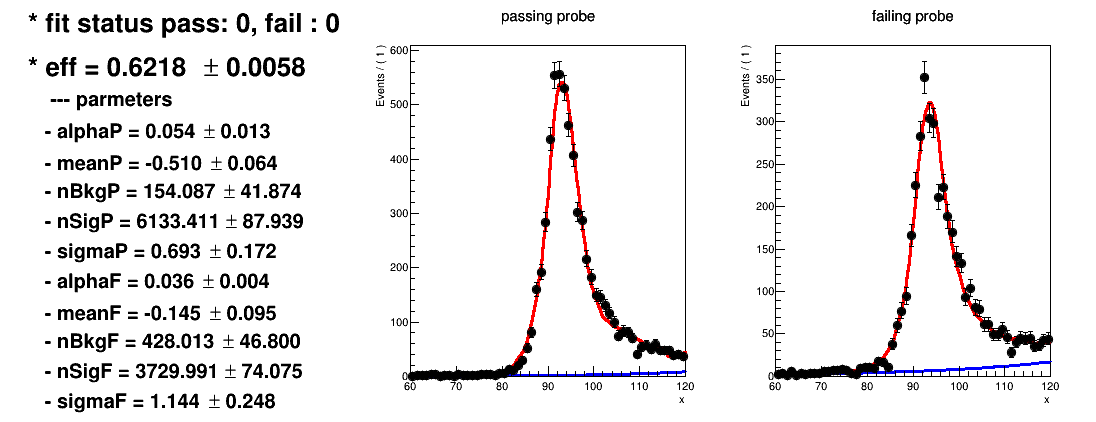 * fit status pass: 0, fail : 0
* eff = 0.6218 ± 0.0058
--- parmeters
- alphaP = 0.054 ± 0.013
- meanP = -0.510 ± 0.064
- nBkgP = 154.087 ± 41.874
- nSigP = 6133.411 ± 87.939
- sigmaP = 0.693 ± 0.172
- alphaF = 0.036 ± 0.004
- meanF = -0.145 ± 0.095
- nBkgF = 428.013 ± 46.800
- nSigF = 3729.991 ± 74.075
- sigmaF = 1.144 ± 0.248
passing probe
Events / ( 1 )
600
500
400
300
200
100
0
60 70 80 90 100 110 120
x
failing probe
Events / ( 1 )
350
300
250
200
150
100
50
0
60 70 80 90 100 110 120
x